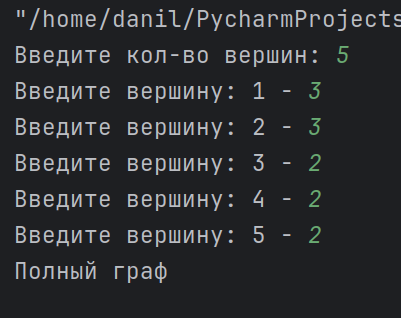 "/home/danil/PycharmProjects
Введите кол-во вершин: 5
Введите вершину: 1 - 3
Введите вершину: 2 - 3
Введите вершину: 3 - 2
Введите вершину: 4 - 2
Введите вершину: 5 - 2
Полный граф